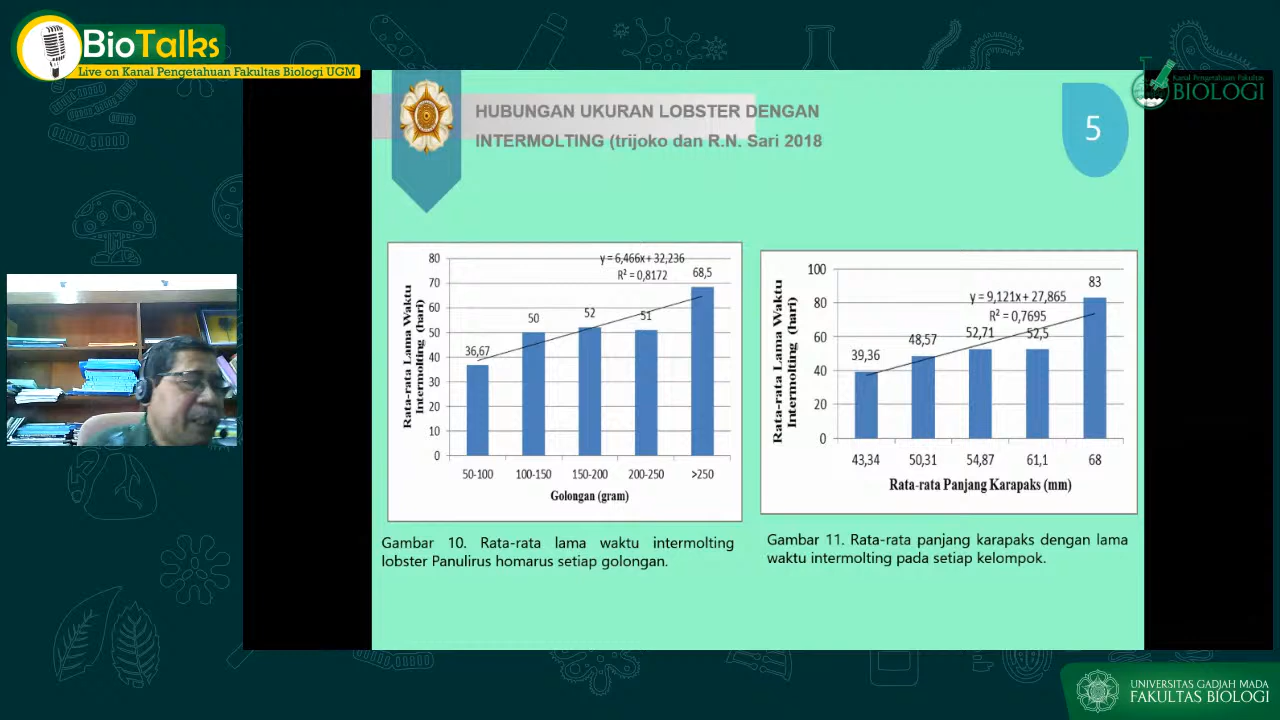 BioTalks
Live on Kanal Pengetahuan Fakultas Biologi UGM
Kanal Pengetahuan Fakultas
BIOLOGI
HUBUNGAN UKURAN LOBSTER DENGAN
INTERMOLTING (trijoko dan R.N. Sari 2018
5
Rata-rata Lama Waktu
Intermolting (hari)
80
70
60
50
40
30
20
10
0
y = 6,466x + 32,236
R² = 0,8172
36,67
50
52
51
68,5
50-100
100-150
150-200
200-250
>250
Golongan (gram)
Gambar 10. Rata-rata lama waktu intermolting
lobster Panulirus homarus setiap golongan.
Rata-rata Lama Waktu
Intermolting (hari)
100
80
60
40
20
0
y = 9,121x + 27,865
R² = 0,7695
39,36
48,57
52,71
52,5
83
43,34
50,31
54,87
61,1
68
Rata-rata Panjang Karapaks (mm)
Gambar 11. Rata-rata panjang karapaks dengan lama
waktu intermolting pada setiap kelompok.
UNIVERSITAS GADJAH MADA
FAKULTAS BIOLOGI